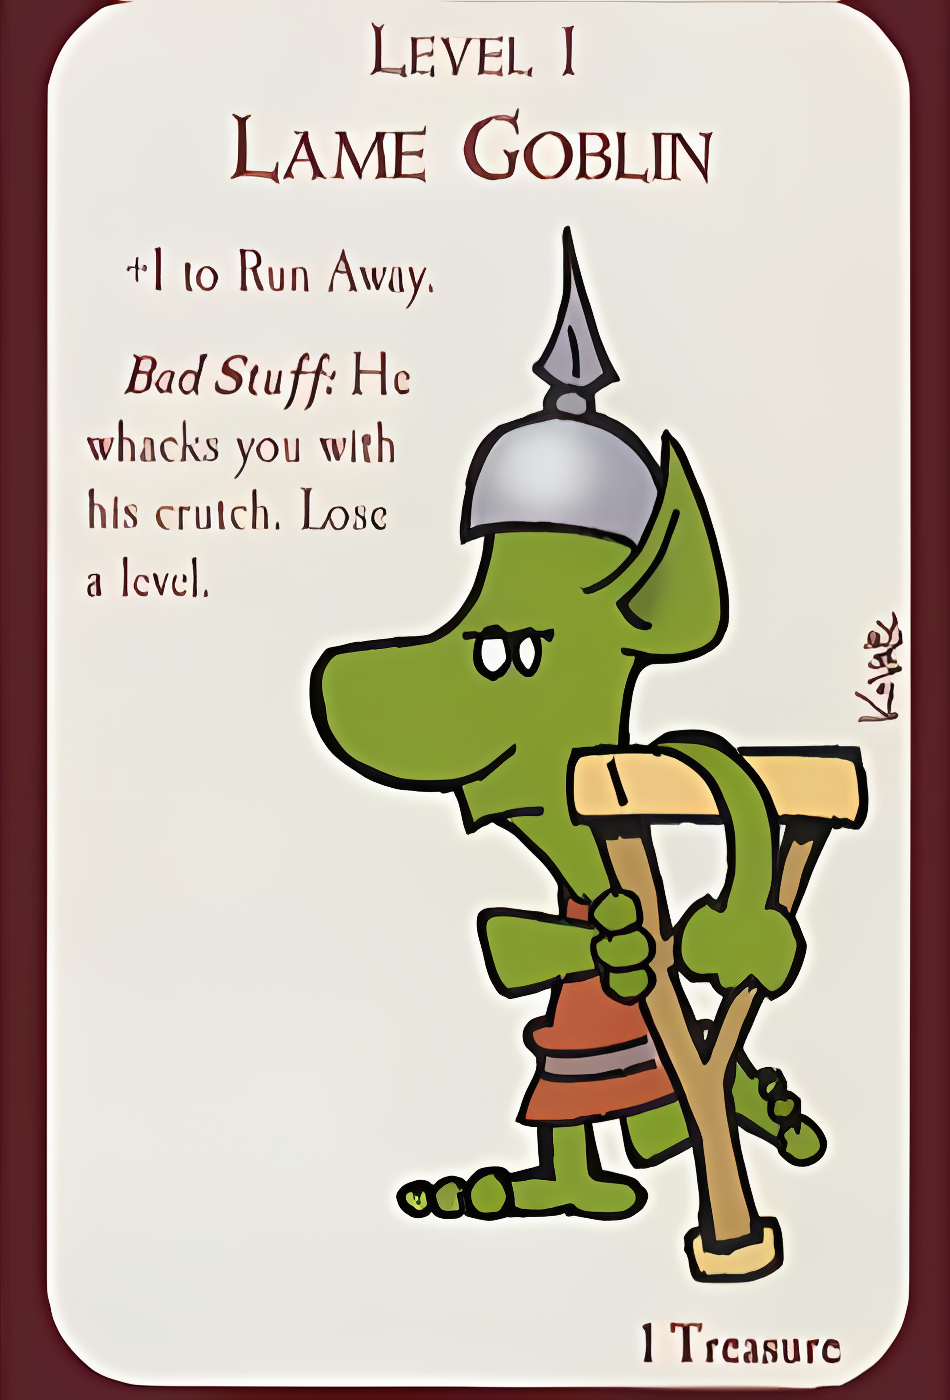 LEVEL 1
LAME GOBLIN
+1 to Run Away.
Bad Stuff: He
whacks you with
his crutch. Lose
a level.
1 Treasure